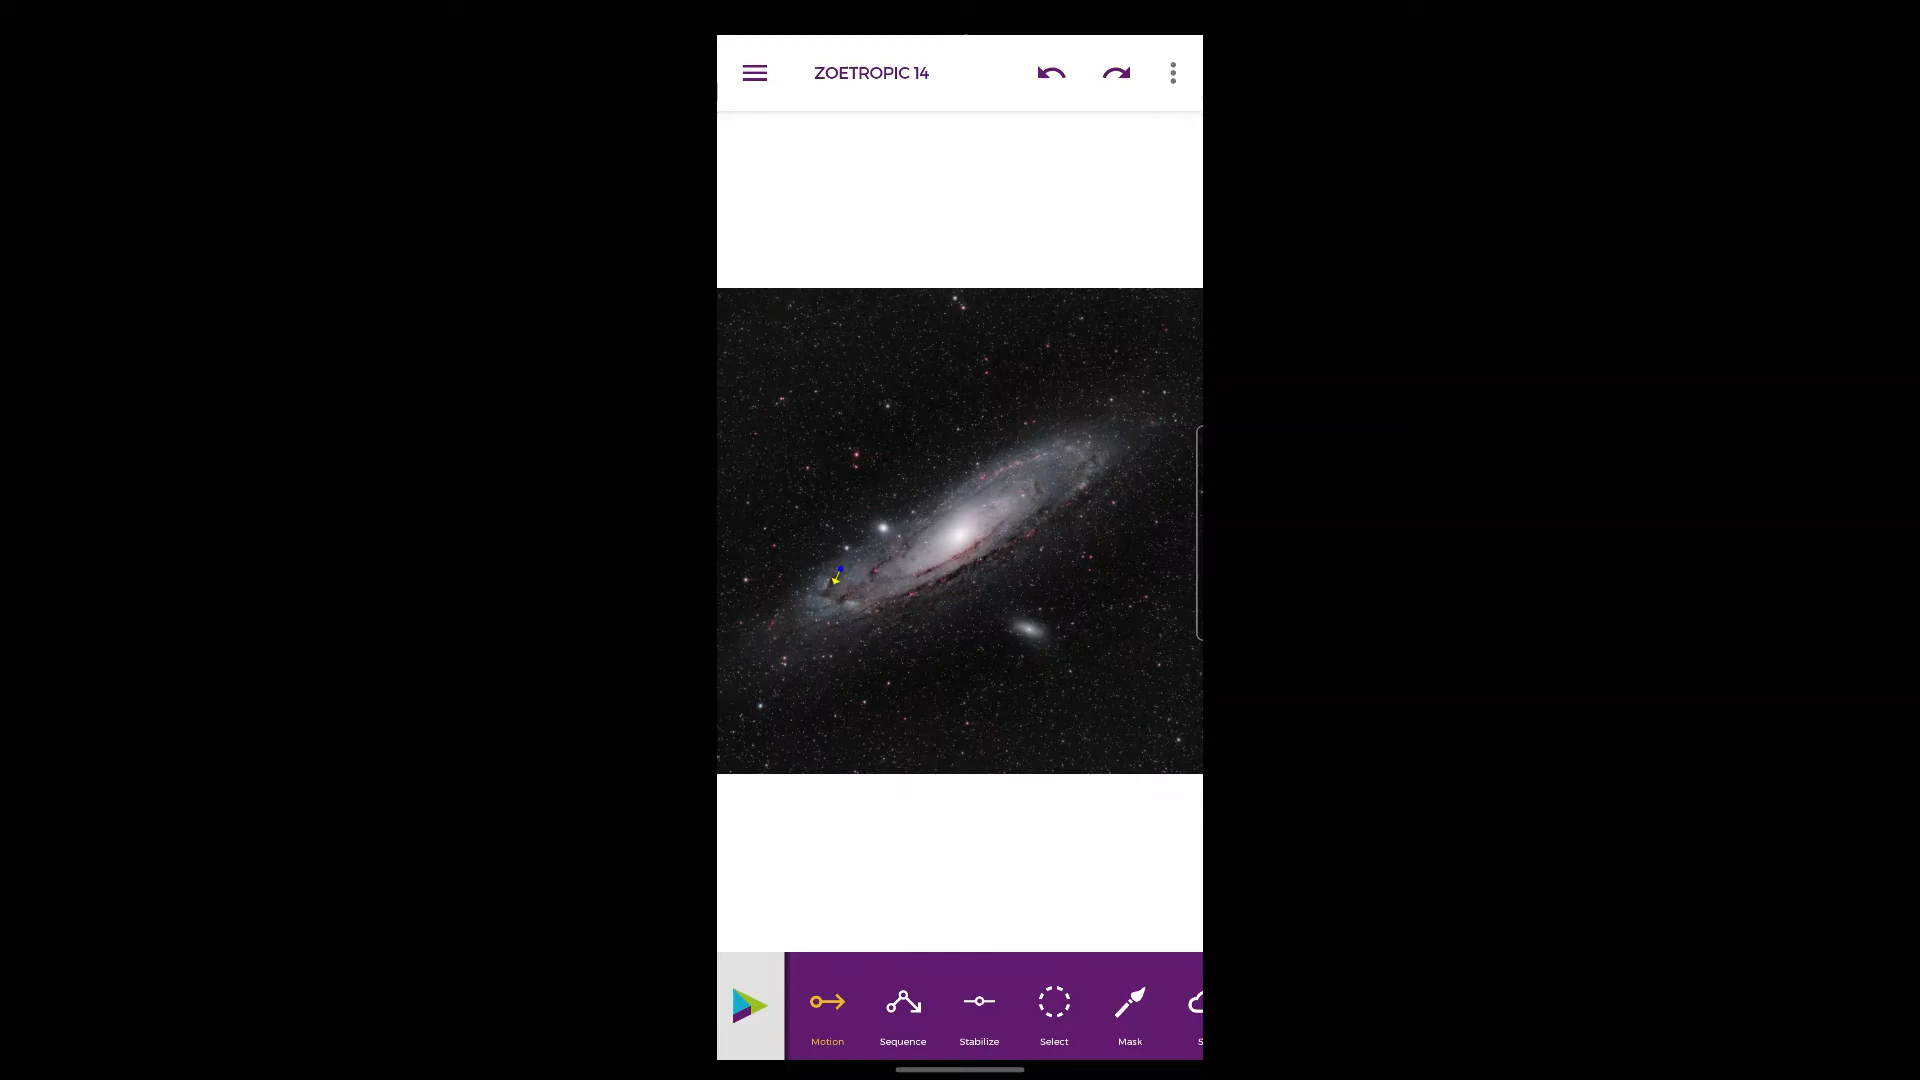 ZOETROPIC 14
Motion
Sequence
Stabilize
Select
Mask
S